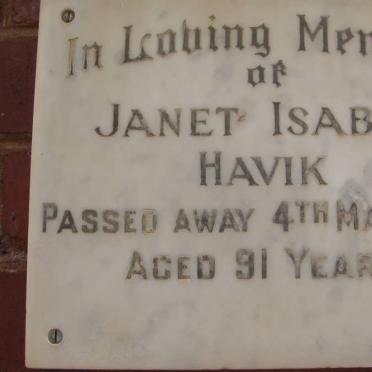 In Loving Mem
of
JANET ISAB
HAVIK
PASSED AWAY 4TH MA
AGED 91 YEAR